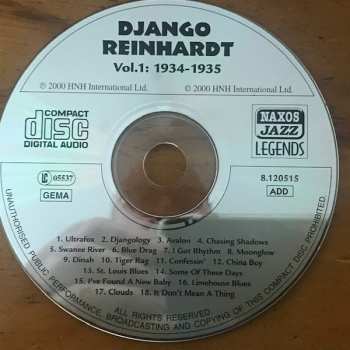 DJANGO
REINHARDT
Vol.1: 1934-1935
℗ 2000 HNH International Ltd.
© 2000 HNH International Ltd.
COMPACT
disc
DIGITAL AUDIO
NAXOS
JAZZ
LEGENDS
LC 05537
GEMA
8.120515
ADD
1. Ultrafox 2. Djangology 3. Avalon 4. Chasing Shadows
5. Swanee River 6. Blue Drag 7. I Got Rhythm 8. Moonglow
9. Dinah 10. Tiger Rag 11. Confessin' 12. China Boy
13. St. Louis Blues 14. Some Of These Days
15. I've Found A New Baby 16. Limehouse Blues
17. Clouds 18. It Don't Mean A Thing
ALL RIGHTS RESERVED.
UNAUTHORISED PUBLIC PERFORMANCE, BROADCASTING AND COPYING OF THIS COMPACT DISC PROHIBITED